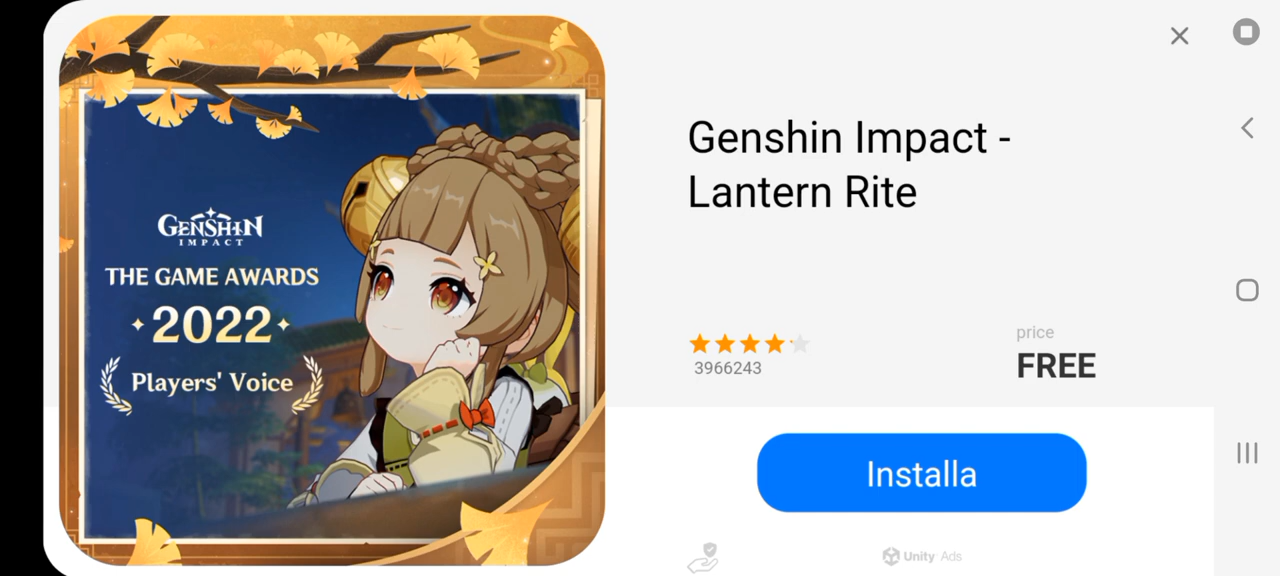 GENSHIN
IMPACT
THE GAME AWARDS
2022
Players' Voice
Genshin Impact -
Lantern Rite
3966243
price
FREE
Installa
Unity Ads